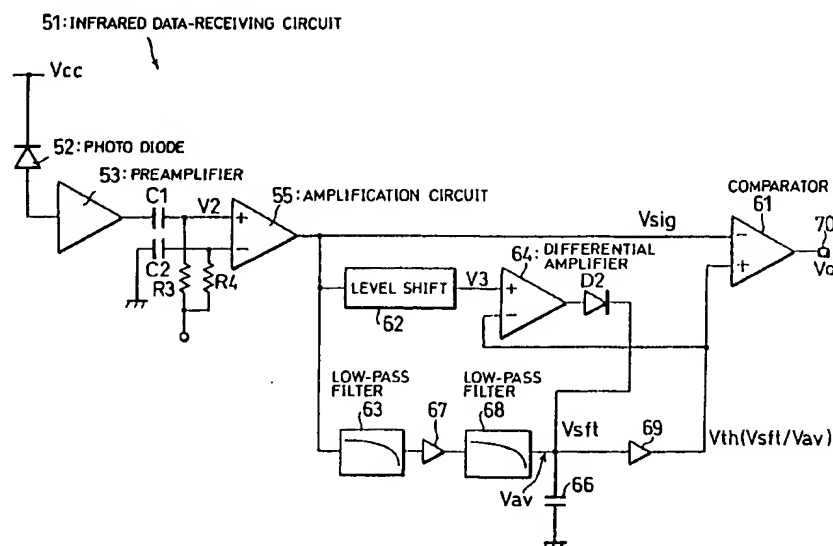 51: INFRARED DATA-RECEIVING CIRCUIT
Vcc
52: PHOTO DIODE
53: PREAMPLIFIER
C1
V2
+
−
C2
R3
R4
55: AMPLIFICATION CIRCUIT
Vsig
COMPARATOR
61
−
+
70
64: DIFFERENTIAL
AMPLIFIER
D2
LEVEL SHIFT
62
V3
+
−
LOW-PASS
FILTER
63
67
LOW-PASS
FILTER
68
Vsft
69
Vth(Vsft/Vav)
Vav
66